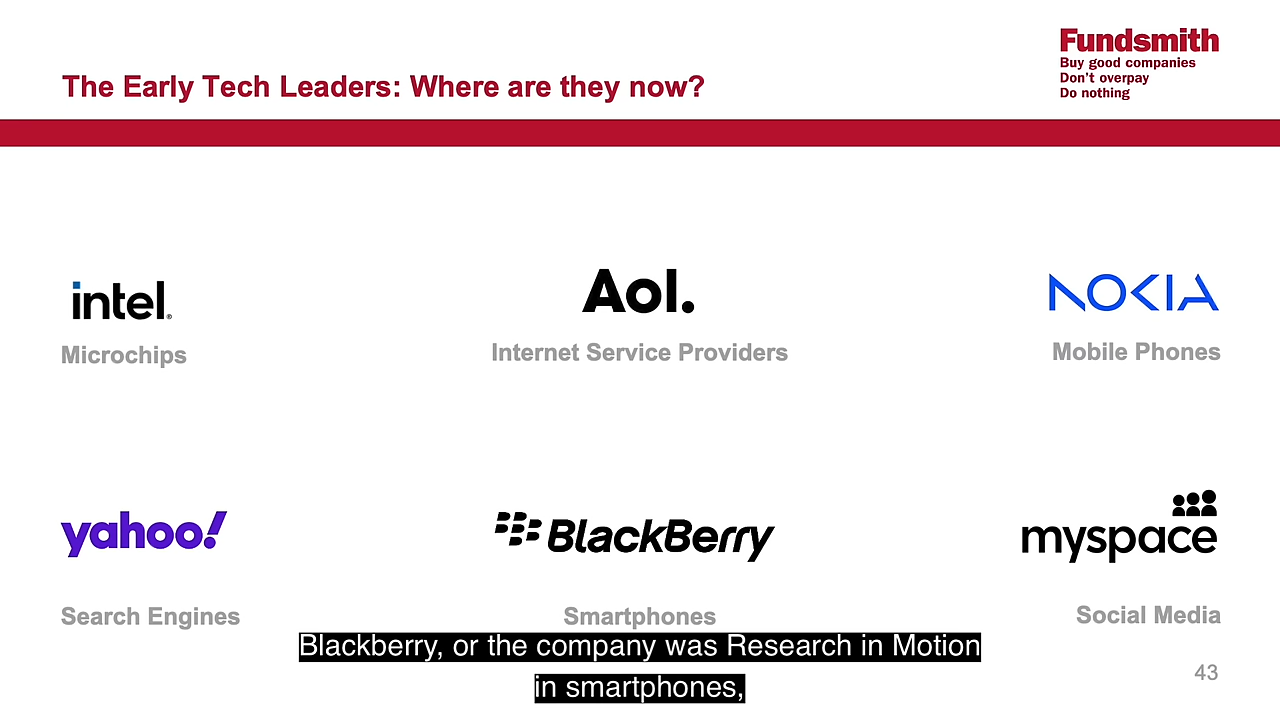 Fundsmith
Buy good companies
Don't overpay
Do nothing
The Early Tech Leaders: Where are they now?
intel®
Aol.
NOKIA
Microchips
Internet Service Providers
Mobile Phones
yahoo!
BlackBerry
myspace
Search Engines
Smartphones
Social Media
Blackberry, or the company was Research in Motion
in smartphones,
43